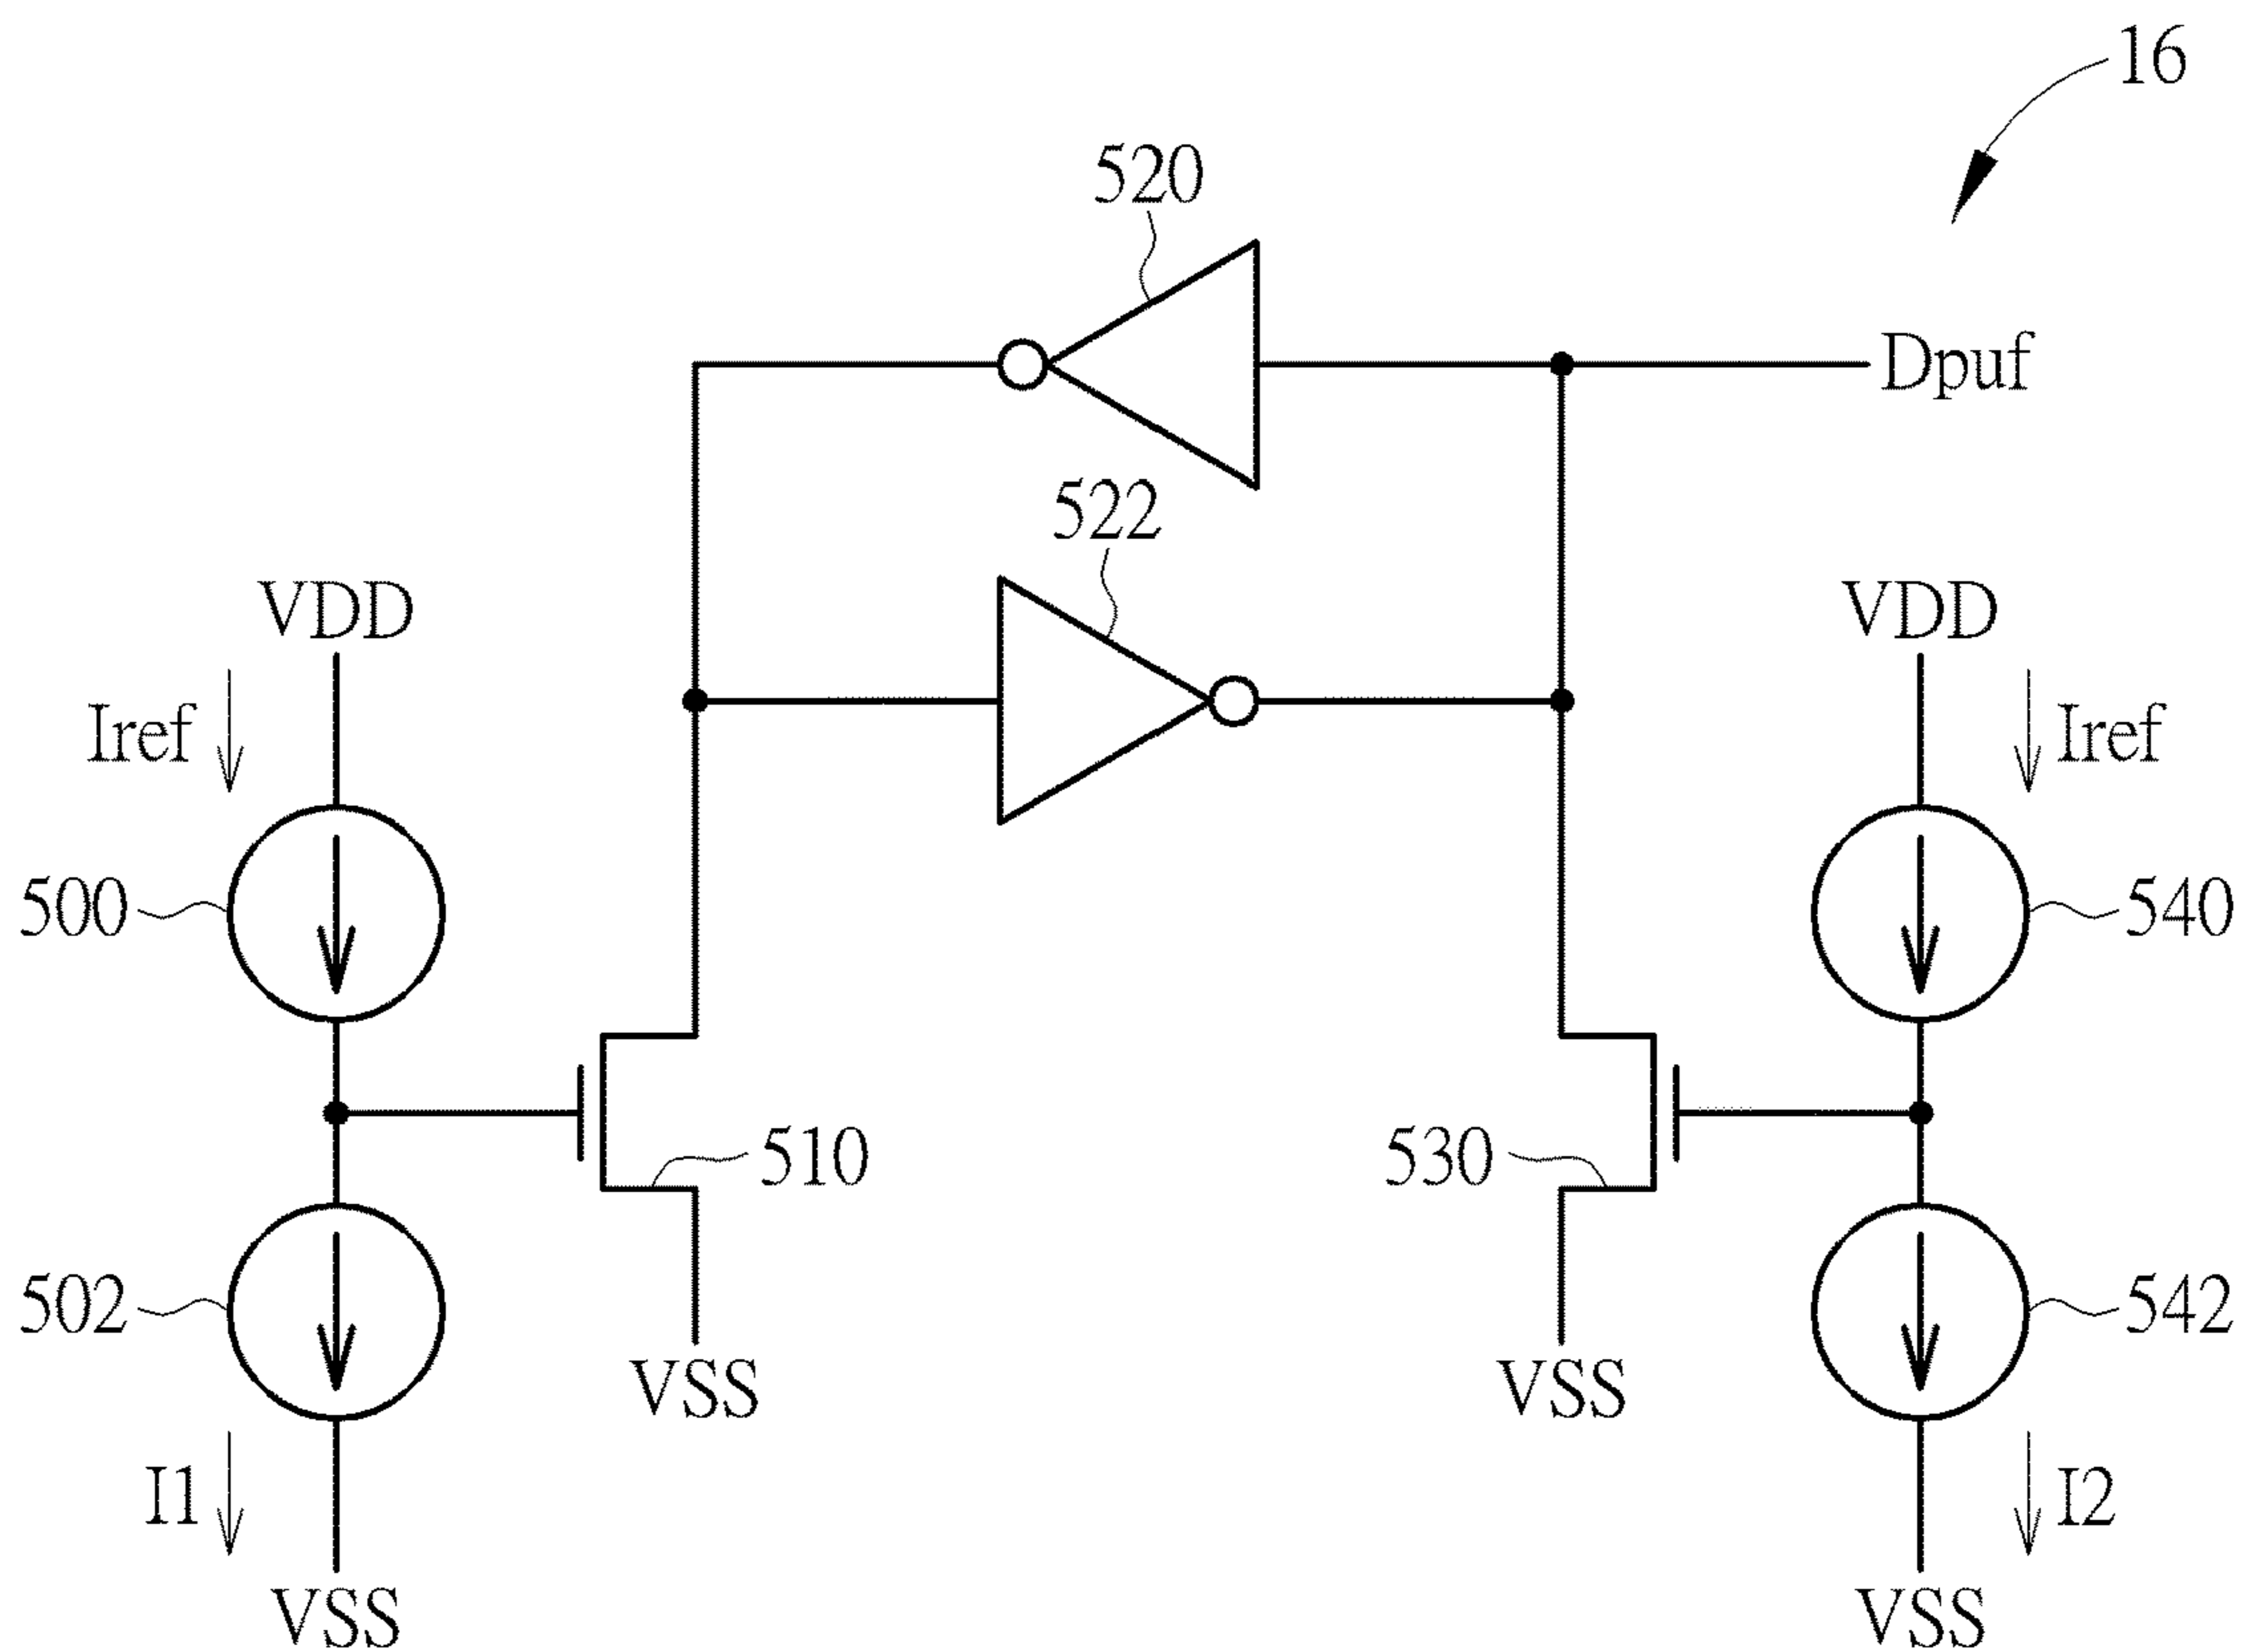 16
520
Dpuf
522
VDD
VDD
Iref
Iref
500
540
510
530
502
542
VSS
VSS
I1
I2
VSS
VSS